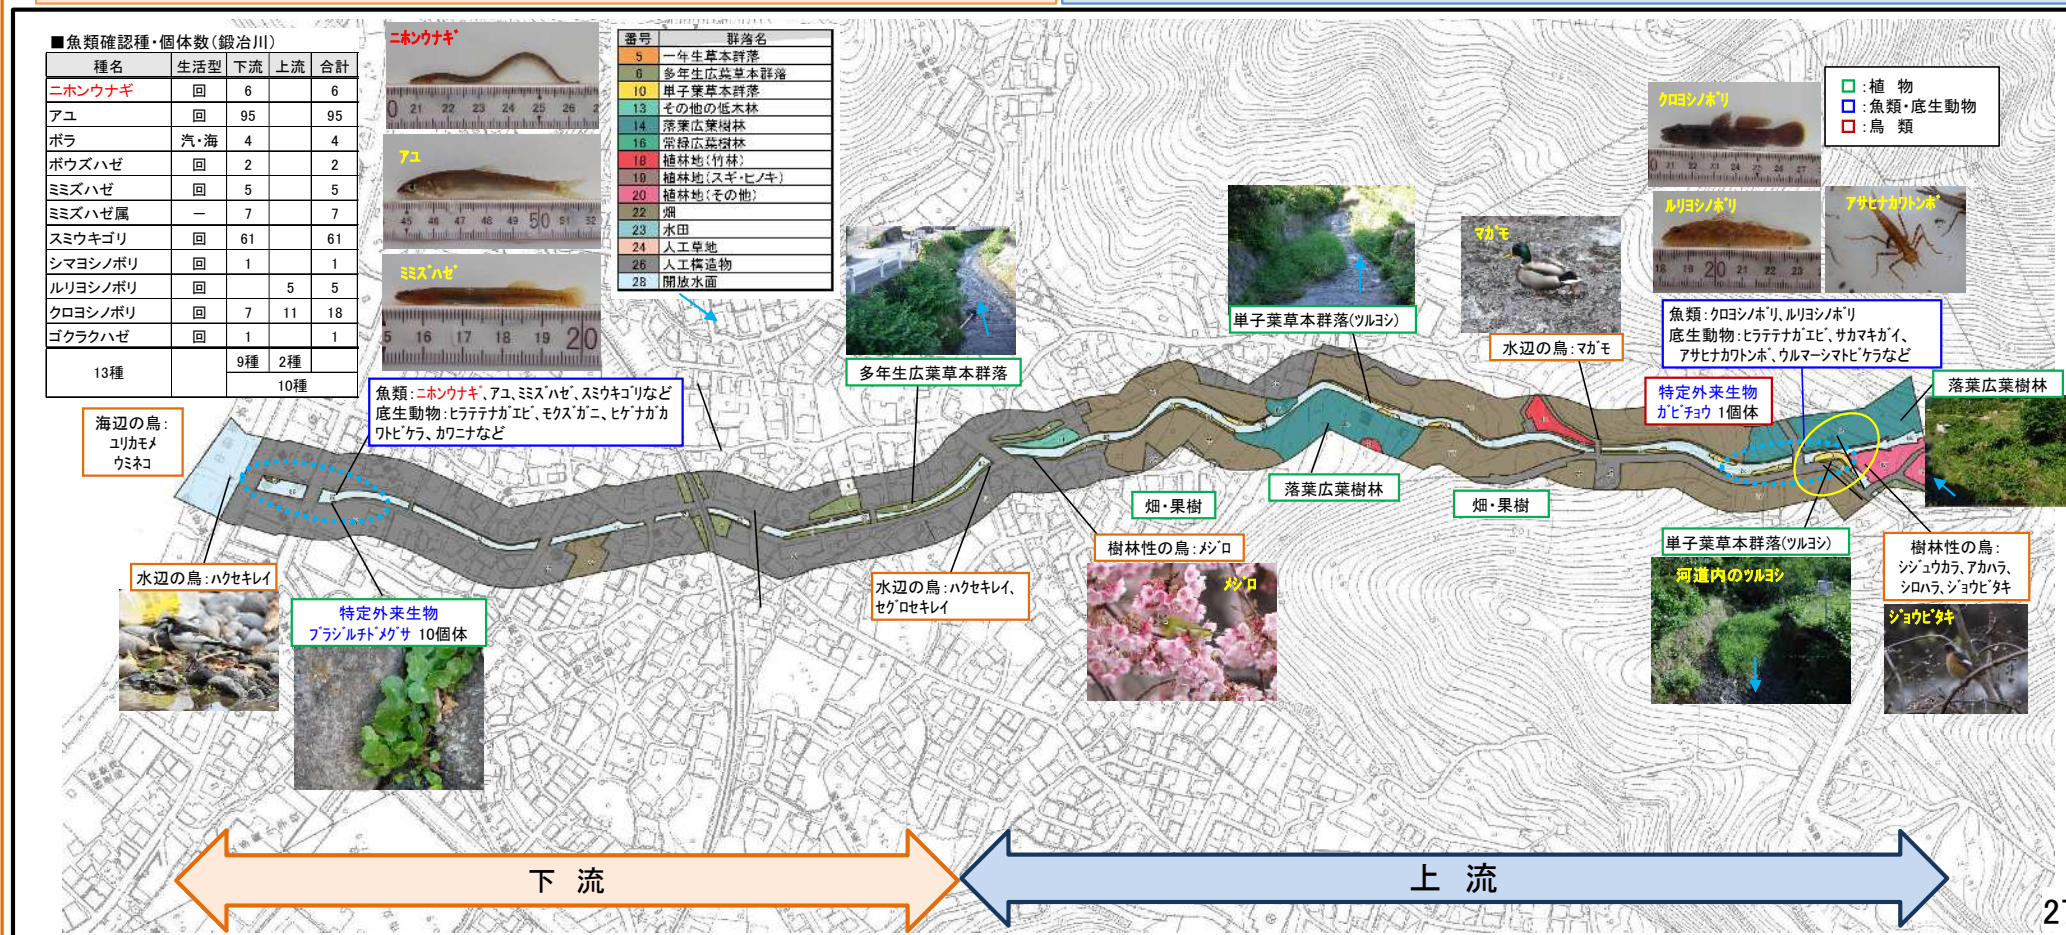 ■魚類確認種・個体数(鍛冶川)
種名 生活型 下流 上流 合計
ニホンウナギ 回 6 6
アユ 回 95 95
ボラ 汽・海 4 4
ボウズハゼ 回 2 2
ミミズハゼ 回 5 5
ミミズハゼ属 － 7 7
スミウキゴリ 回 61 61
シマヨシノボリ 回 1 1
ルリヨシノボリ 回 5 5
クロヨシノボリ 回 7 11 18
ゴクラクハゼ 回 1 1
13種 9種 2種
10種
ニホンウナギ
アユ
ミミズハゼ
番号 群落名
5 一年生草本群落
6 多年生広葉草本群落
10 単子葉草本群落
13 その他の低木林
14 落葉広葉樹林
16 常緑広葉樹林
18 植林地(竹林)
19 植林地(スギ・ヒノキ)
20 植林地(その他)
22 畑
23 水田
24 人工草地
26 人工構造物
28 開放水面
クロヨシノボリ
ルリヨシノボリ
アサヒナカワトンボ
:植 物
:魚類・底生動物
:鳥 類
マガモ
単子葉草本群落(ツルヨシ)
水辺の鳥:マガモ
多年生広葉草本群落
魚類:クロヨシノボリ、ルリヨシノボリ
底生動物:ヒラテテナガエビ、サカマキガイ、
アサヒナカワトンボ、ウルマーシマトビケラなど
特定外来生物
ガビチョウ 1個体
落葉広葉樹林
魚類:ニホンウナギ、アユ、ミミズハゼ、スミウキゴリなど
底生動物:ヒラテテナガエビ、モクズガニ、ヒゲナガカ
ワトビケラ、カワニナなど
海辺の鳥:
ユリカモメ
ウミネコ
畑・果樹
落葉広葉樹林
畑・果樹
樹林性の鳥:メジロ
メジロ
水辺の鳥:ハクセキレイ
特定外来生物
ブラジルチドメグサ 10個体
水辺の鳥:ハクセキレイ、
セグロセキレイ
単子葉草本群落(ツルヨシ)
河道内のツルヨシ
樹林性の鳥:
シジュウカラ、アカハラ、
シロハラ、ジョウビタキ
ジョウビタキ
下 流
上 流